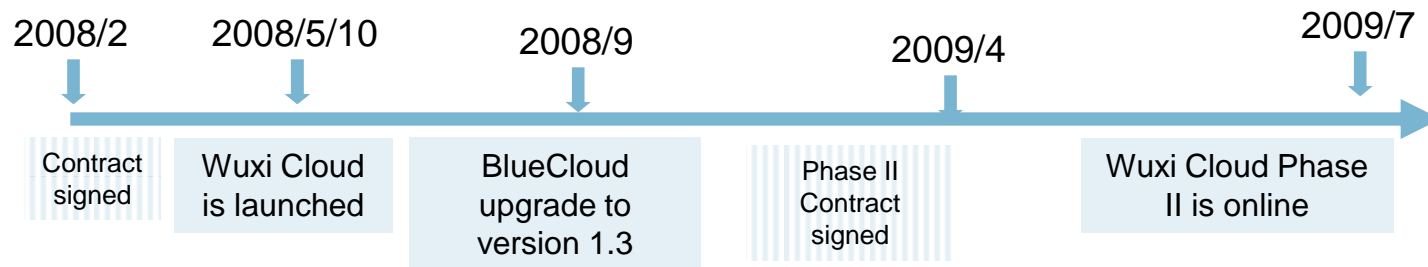 2008/2
2008/5/10
2008/9
2009/4
2009/7
Contract
signed
Wuxi Cloud
is launched
BlueCloud
upgrade to
version 1.3
Phase II
Contract
signed
Wuxi Cloud Phase
II is online